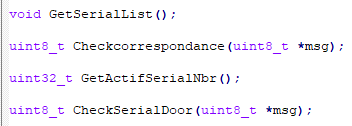 void GetSerialList();
uint8_t Checkcorrespondance(uint8_t *msg);
uint32_t GetActifSerialNbr();
uint8_t CheckSerialDoor(uint8_t *msg);